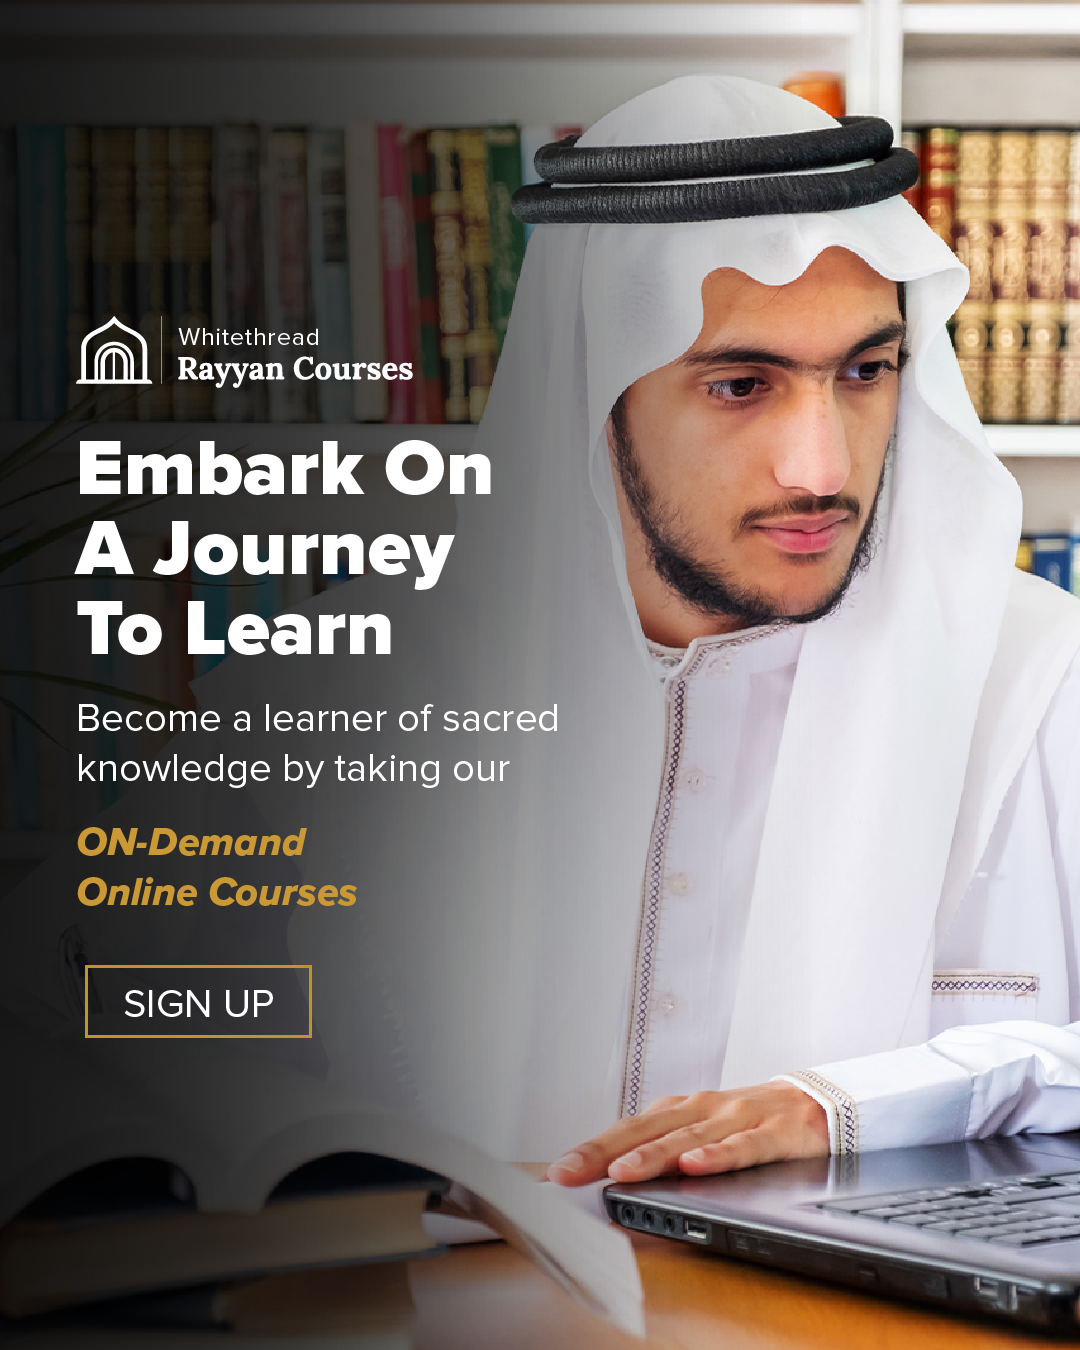 Whitethread
Rayyan Courses
Embark On
A Journey
To Learn
Become a learner of sacred
knowledge by taking our
ON-Demand
Online Courses
SIGN UP